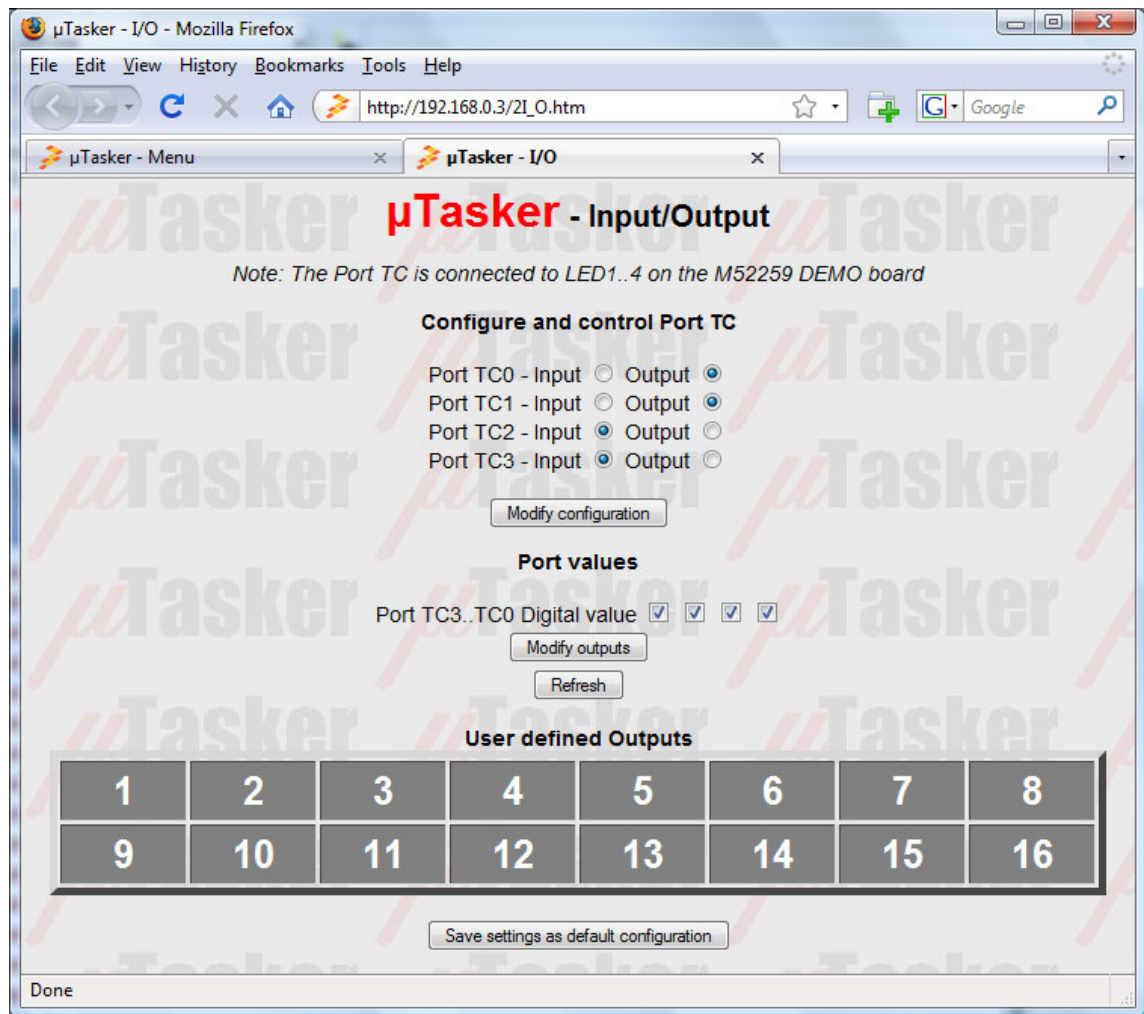 µTasker - I/O - Mozilla Firefox
File Edit View History Bookmarks Tools Help
http://192.168.0.3/2I_O.htm
G Google
µTasker - Menu
µTasker - I/O
µTasker - Input/Output
Note: The Port TC is connected to LED1..4 on the M52259 DEMO board
Configure and control Port TC
Port TC0 - Input Output
Port TC1 - Input Output
Port TC2 - Input Output
Port TC3 - Input Output
Modify configuration
Port values
Port TC3..TC0 Digital value
Modify outputs
Refresh
User defined Outputs
1 2 3 4 5 6 7 8
9 10 11 12 13 14 15 16
Save settings as default configuration
Done